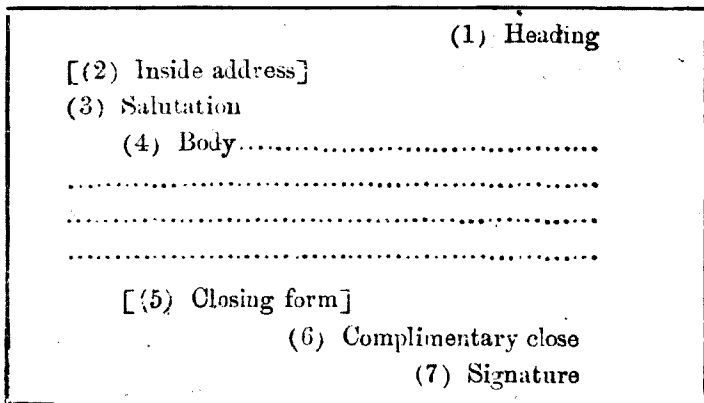 (1) Heading
[(2) Inside address]
(3) Salutation
(4) Body..................................................
..................................................................
..................................................................
..................................................................
[(5) Closing form]
(6) Complimentary close
(7) Signature